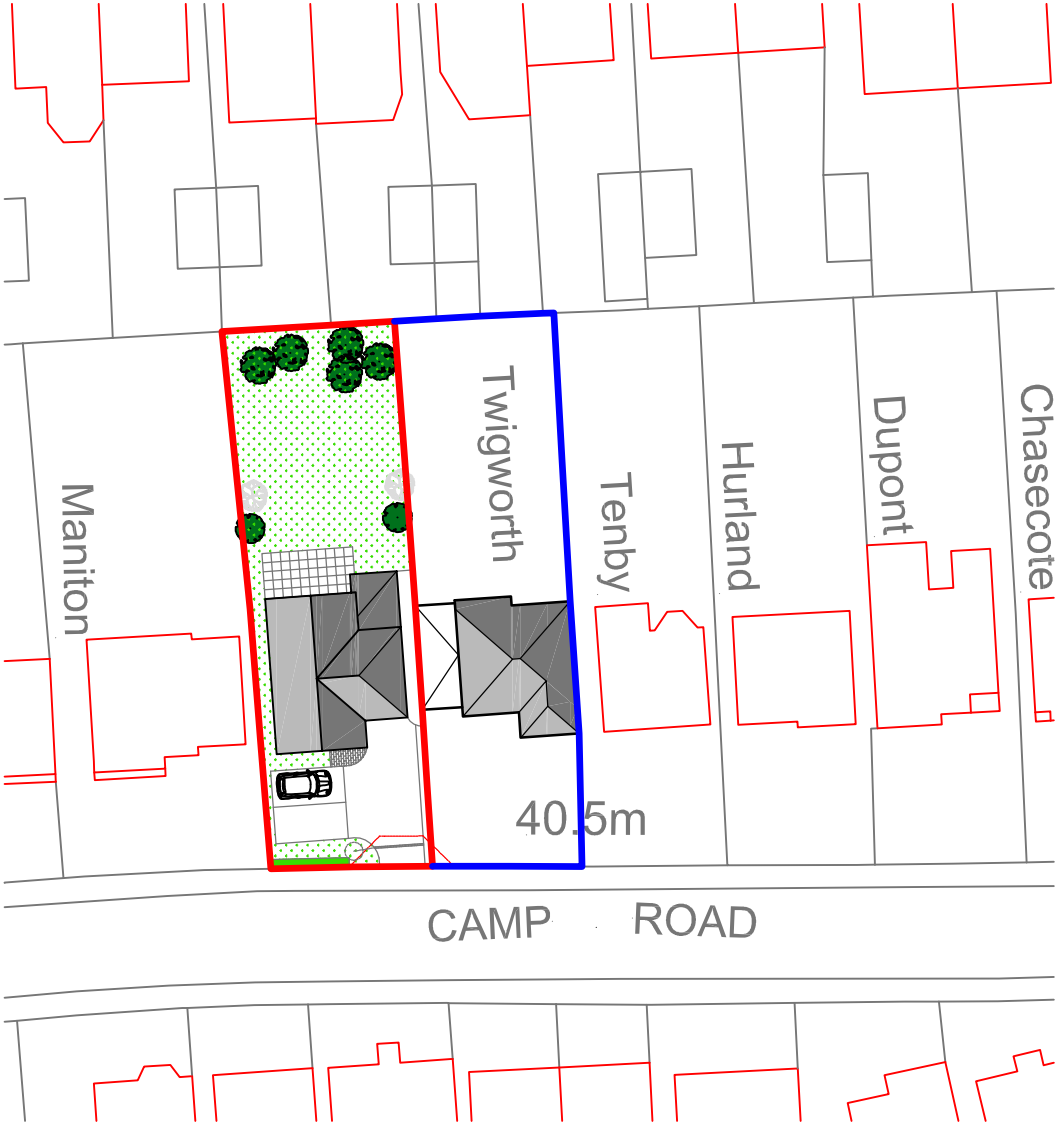 Maniton
Twigworth
Tenby
Hurland
Dupont
Chasecote
40.5m
CAMP ROAD